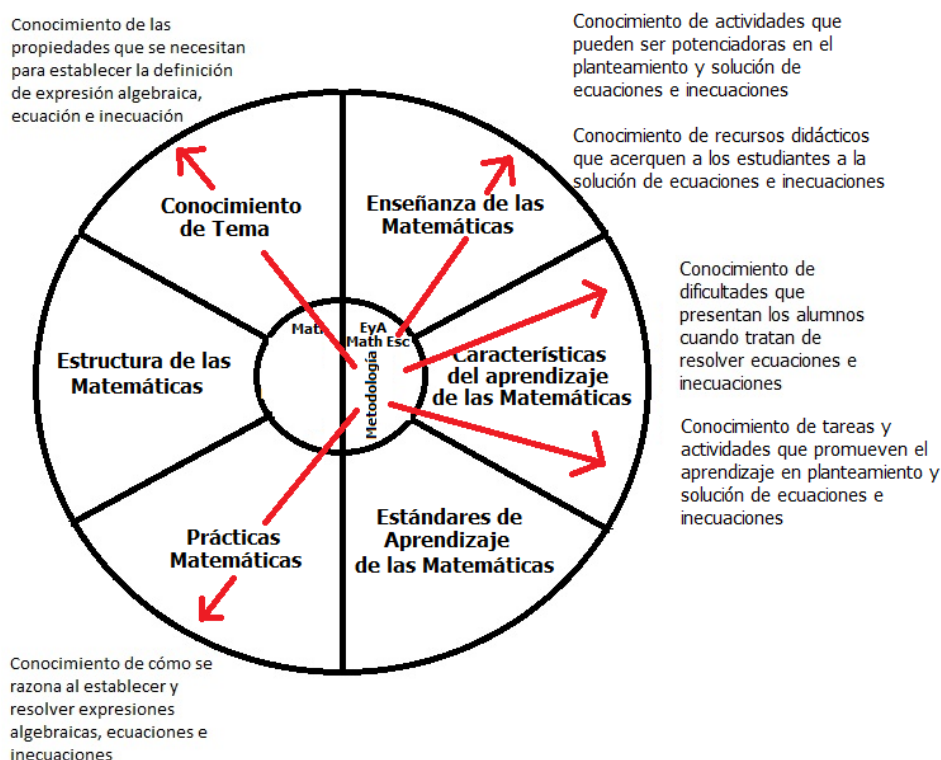 Conocimiento de las
propiedades que se necesitan
para establecer la definición
de expresión algebraica,
ecuación e inecuación
Conocimiento de actividades que
pueden ser potenciadoras en el
planteamiento y solución de
ecuaciones e inecuaciones
Conocimiento de recursos didácticos
que acerquen a los estudiantes a la
solución de ecuaciones e inecuaciones
Conocimiento
de Tema
Enseñanza de las
Matemáticas
Conocimiento de
dificultades que
presentan los alumnos
cuando tratan de
resolver ecuaciones e
inecuaciones
Math
EyA
Math Esc
Metodología
Estructura de las
Matemáticas
Características
del aprendizaje
de las Matemáticas
Conocimiento de tareas y
actividades que promueven el
aprendizaje en planteamiento y
solución de ecuaciones e
inecuaciones
Prácticas
Matemáticas
Estándares de
Aprendizaje
de las Matemáticas
Conocimiento de cómo se
razona al establecer y
resolver expresiones
algebraicas, ecuaciones e
inecuaciones